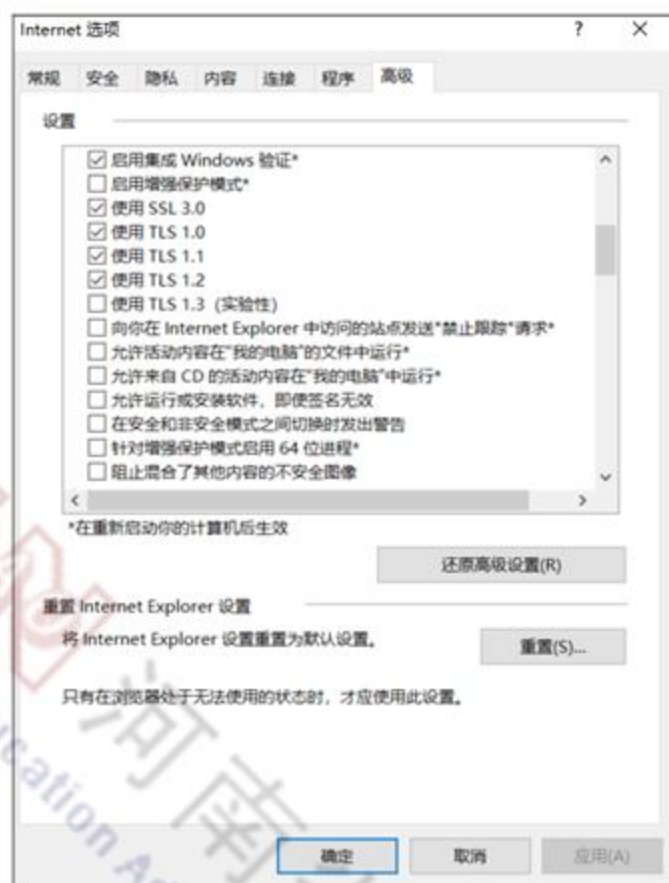 Internet 选项
常规 安全 隐私 内容 连接 程序 高级
设置
启用集成 Windows 验证*
启用增强保护模式*
使用 SSL 3.0
使用 TLS 1.0
使用 TLS 1.1
使用 TLS 1.2
使用 TLS 1.3 (实验性)
向你在 Internet Explorer 中访问的站点发送"禁止跟踪"请求*
允许活动内容在"我的电脑"的文件中运行*
允许来自 CD 的活动内容在"我的电脑"中运行*
允许运行或安装软件，即使签名无效
在安全和非安全模式之间切换时发出警告
针对增强保护模式启用 64 位进程*
阻止混合了其他内容的不安全图像
*在重新启动你的计算机后生效
还原高级设置(R)
重置 Internet Explorer 设置
将 Internet Explorer 设置重置为默认设置。
重置(S)...
只有在浏览器处于无法使用的状态时，才应使用此设置。
确定 取消 应用(A)
河南